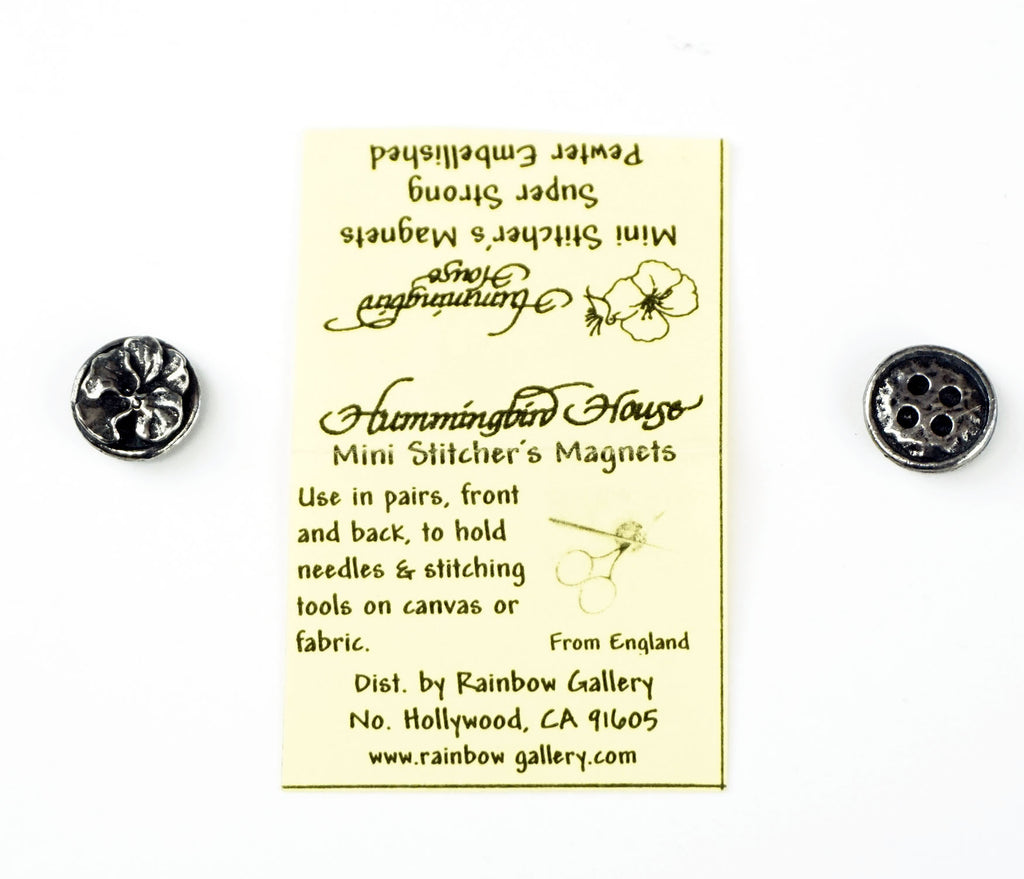 Pewter Embellished
Super Strong
Mini Stitcher's Magnets
Hummingbird
House
Hummingbird House
Mini Stitcher's Magnets
Use in pairs, front
and back, to hold
needles & stitching
tools on canvas or
fabric.
From England
Dist. by Rainbow Gallery
No. Hollywood, CA 91605
www.rainbow gallery.com